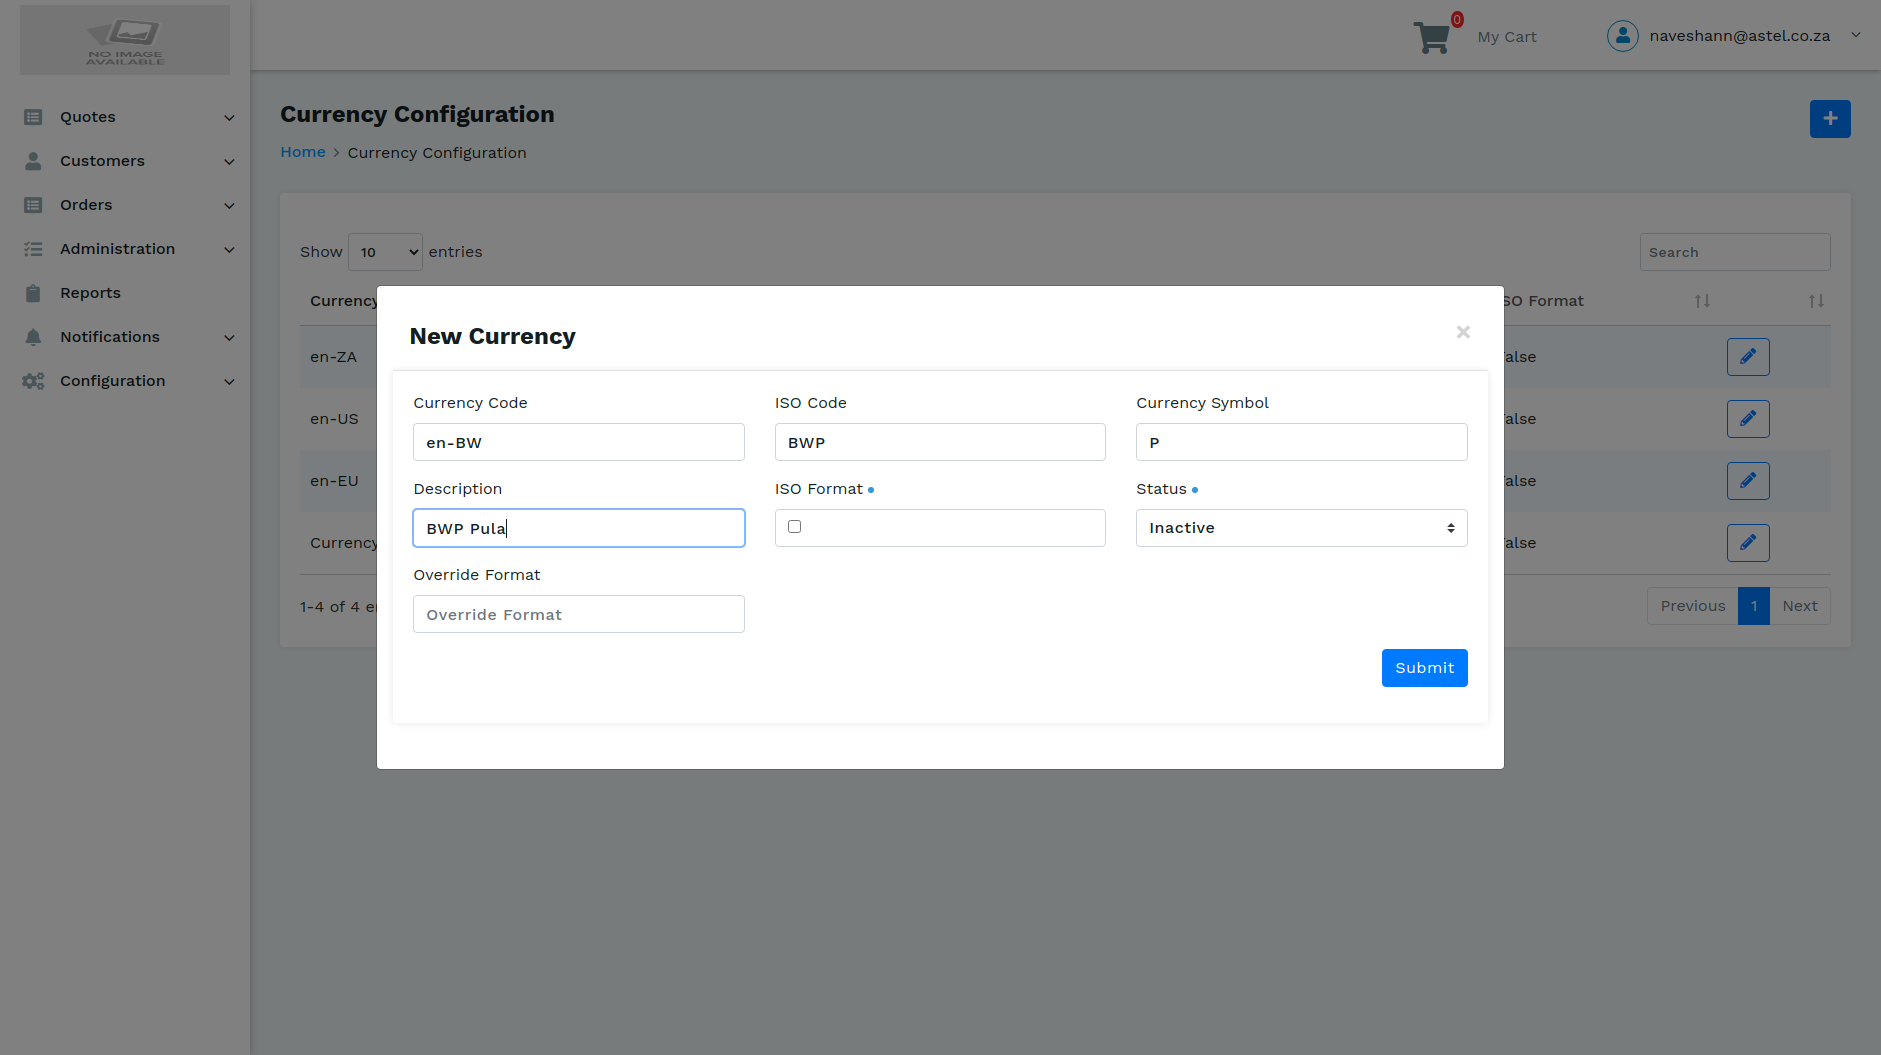 NO IMAGE
AVAILABLE
0
My Cart
naveshann@astel.co.za
Quotes
Customers
Orders
Administration
Reports
Notifications
Configuration
Currency Configuration
Home > Currency Configuration
Show 10 entries
Search
Currency
SO Format
en-ZA
alse
en-US
alse
en-EU
alse
Currency
alse
1-4 of 4 e
Previous 1 Next
New Currency
×
Currency Code
ISO Code
Currency Symbol
en-BW
BWP
P
Description
ISO Format
Status
BWP Pula
Inactive
Override Format
Override Format
Submit